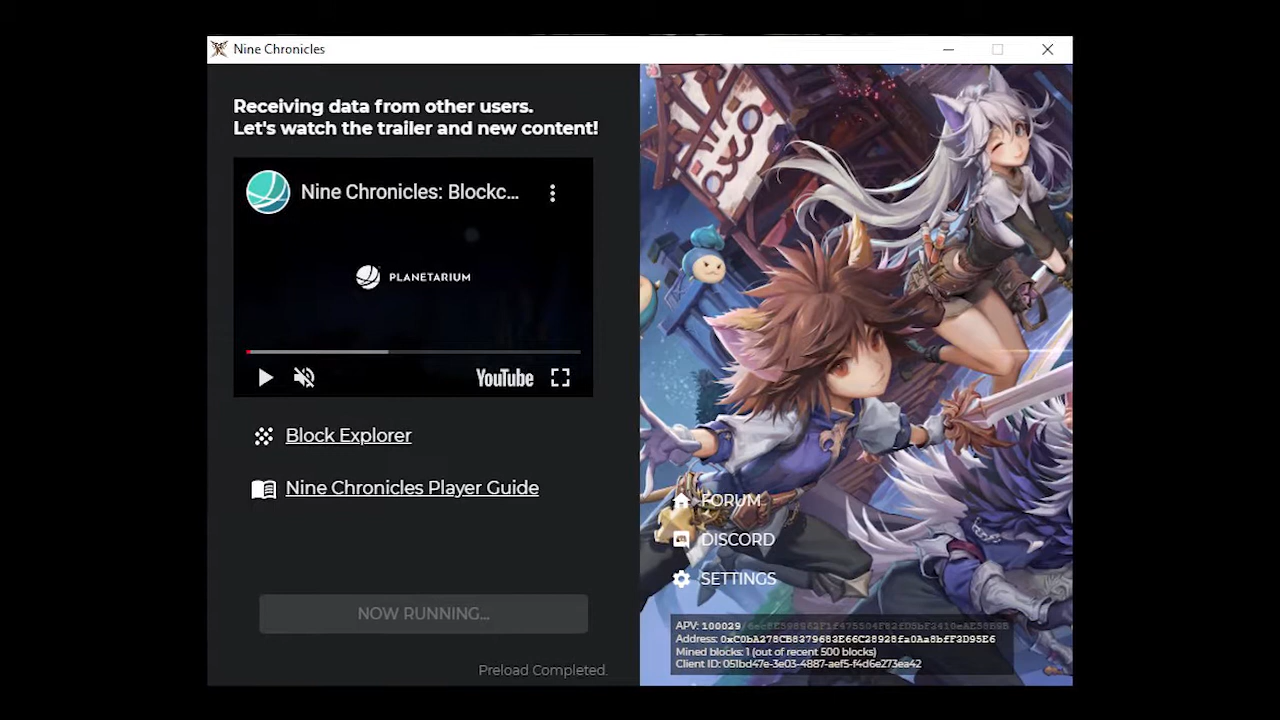 Nine Chronicles
Receiving data from other users.
Let's watch the trailer and new content!
Nine Chronicles: Blockc...
PLANETARIUM
YouTube
Block Explorer
Nine Chronicles Player Guide
NOW RUNNING...
Preload Completed.
FORUM
DISCORD
SETTINGS
APV: 100029
Address: 0xC0bA278CB8379683E66C28928fa0Aa8bfF3D95E6
Mined blocks: 1 (out of recent 500 blocks)
Client ID: 051bd47e-3e03-4887-aef5-f4d6e273ea42